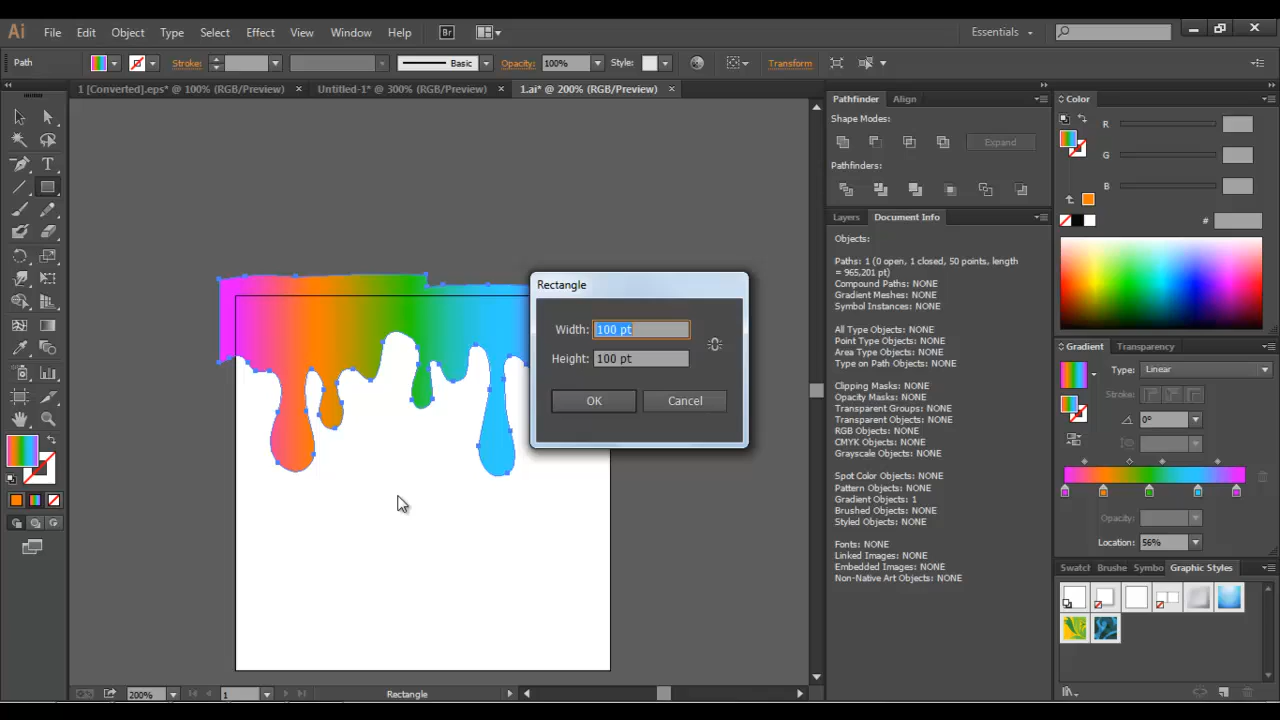 Ai File Edit Object Type Select Effect View Window Help Br Essentials
Path Stroke: Basic Opacity: 100% Style: Transform
1 [Converted].eps* @ 100% (RGB/Preview) × Untitled-1* @ 300% (RGB/Preview) × 1.ai* @ 200% (RGB/Preview) ×
Pathfinder Align
Shape Modes:
Expand
Pathfinders:
Layers Document Info
Objects:
Paths: 1 (0 open, 1 closed, 50 points, length
= 965,201 pt)
Compound Paths: NONE
Gradient Meshes: NONE
Symbol Instances: NONE
All Type Objects: NONE
Point Type Objects: NONE
Area Type Objects: NONE
Type on Path Objects: NONE
Clipping Masks: NONE
Opacity Masks: NONE
Transparent Groups: NONE
Transparent Objects: NONE
RGB Objects: NONE
CMYK Objects: NONE
Grayscale Objects: NONE
Spot Color Objects: NONE
Pattern Objects: NONE
Gradient Objects: 1
Brushed Objects: NONE
Styled Objects: NONE
Fonts: NONE
Linked Images: NONE
Embedded Images: NONE
Non-Native Art Objects: NONE
Color
R
G
B
#
Gradient Transparency
Type: Linear
Stroke:
0°
Opacity:
Location: 56%
Swatch Brushe Symbo Graphic Styles
Rectangle
Width: 100 pt
Height: 100 pt
OK Cancel
T
200% 1 Rectangle